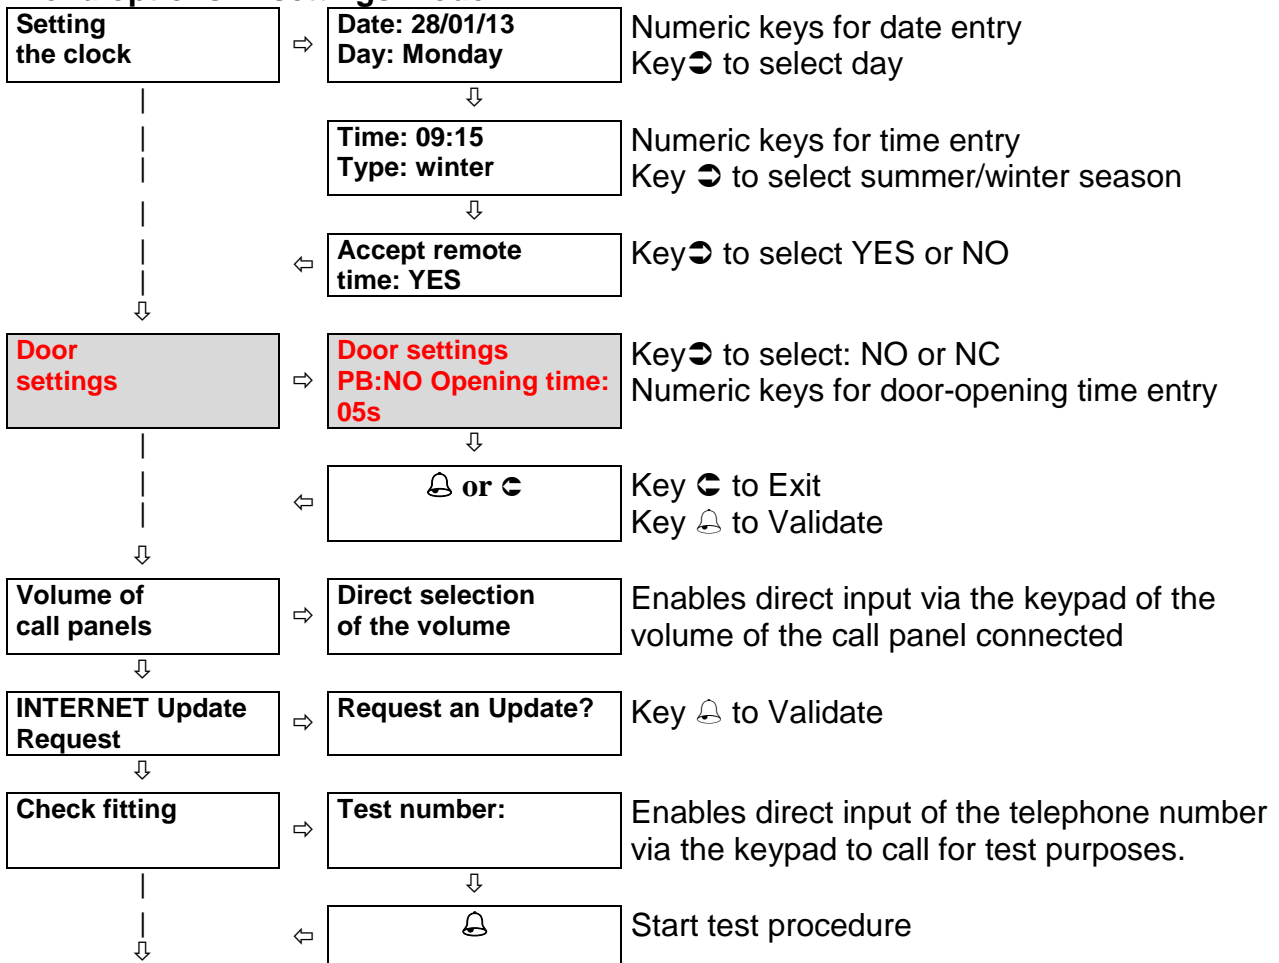 Setting
the clock
Date: 28/01/13
Day: Monday
Numeric keys for date entry
Key➲ to select day
Time: 09:15
Type: winter
Numeric keys for time entry
Key ➲ to select summer/winter season
Accept remote
time: YES
Key➲ to select YES or NO
Door
settings
Door settings
PB:NO Opening time:
05s
Key➲ to select: NO or NC
Numeric keys for door-opening time entry
or
Key to Exit
Key to Validate
Volume of
call panels
Direct selection
of the volume
Enables direct input via the keypad of the
volume of the call panel connected
INTERNET Update
Request
Request an Update?
Key to Validate
Check fitting
Test number:
Enables direct input of the telephone number
via the keypad to call for test purposes.
Start test procedure